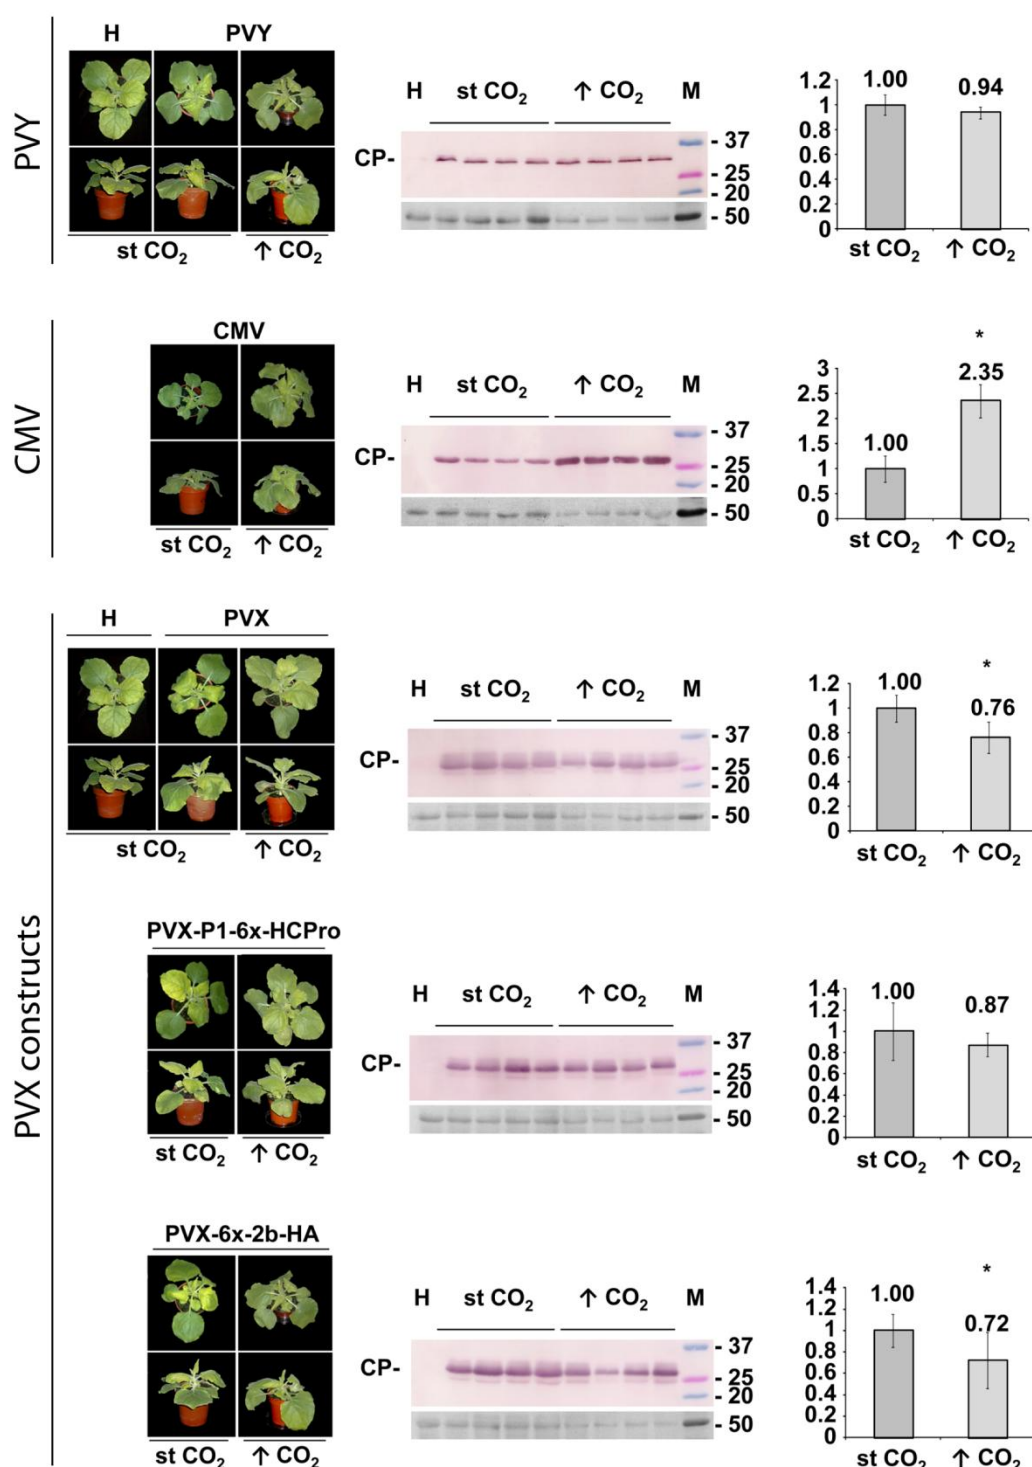 PVY
H PVY
st CO₂ ↑ CO₂
H st CO₂ ↑ CO₂ M
CP-
- 37
- 25
- 20
- 50
1.2
1
0.8
0.6
0.4
0.2
0
1.00 0.94
st CO₂ ↑ CO₂
CMV
CMV
st CO₂ ↑ CO₂
H st CO₂ ↑ CO₂ M
CP-
- 37
- 25
- 20
- 50
*
3
2.5
2
1.5
1
0.5
0
1.00 2.35
st CO₂ ↑ CO₂
PVX constructs
H PVX
st CO₂ ↑ CO₂
H st CO₂ ↑ CO₂ M
CP-
- 37
- 25
- 20
- 50
*
1.2
1
0.8
0.6
0.4
0.2
0
1.00 0.76
st CO₂ ↑ CO₂
PVX-P1-6x-HCPro
st CO₂ ↑ CO₂
H st CO₂ ↑ CO₂ M
CP-
- 37
- 25
- 20
- 50
1.4
1.2
1
0.8
0.6
0.4
0.2
0
1.00 0.87
st CO₂ ↑ CO₂
PVX-6x-2b-HA
st CO₂ ↑ CO₂
H st CO₂ ↑ CO₂ M
CP-
- 37
- 25
- 20
- 50
*
1.4
1.2
1
0.8
0.6
0.4
0.2
0
1.00 0.72
st CO₂ ↑ CO₂